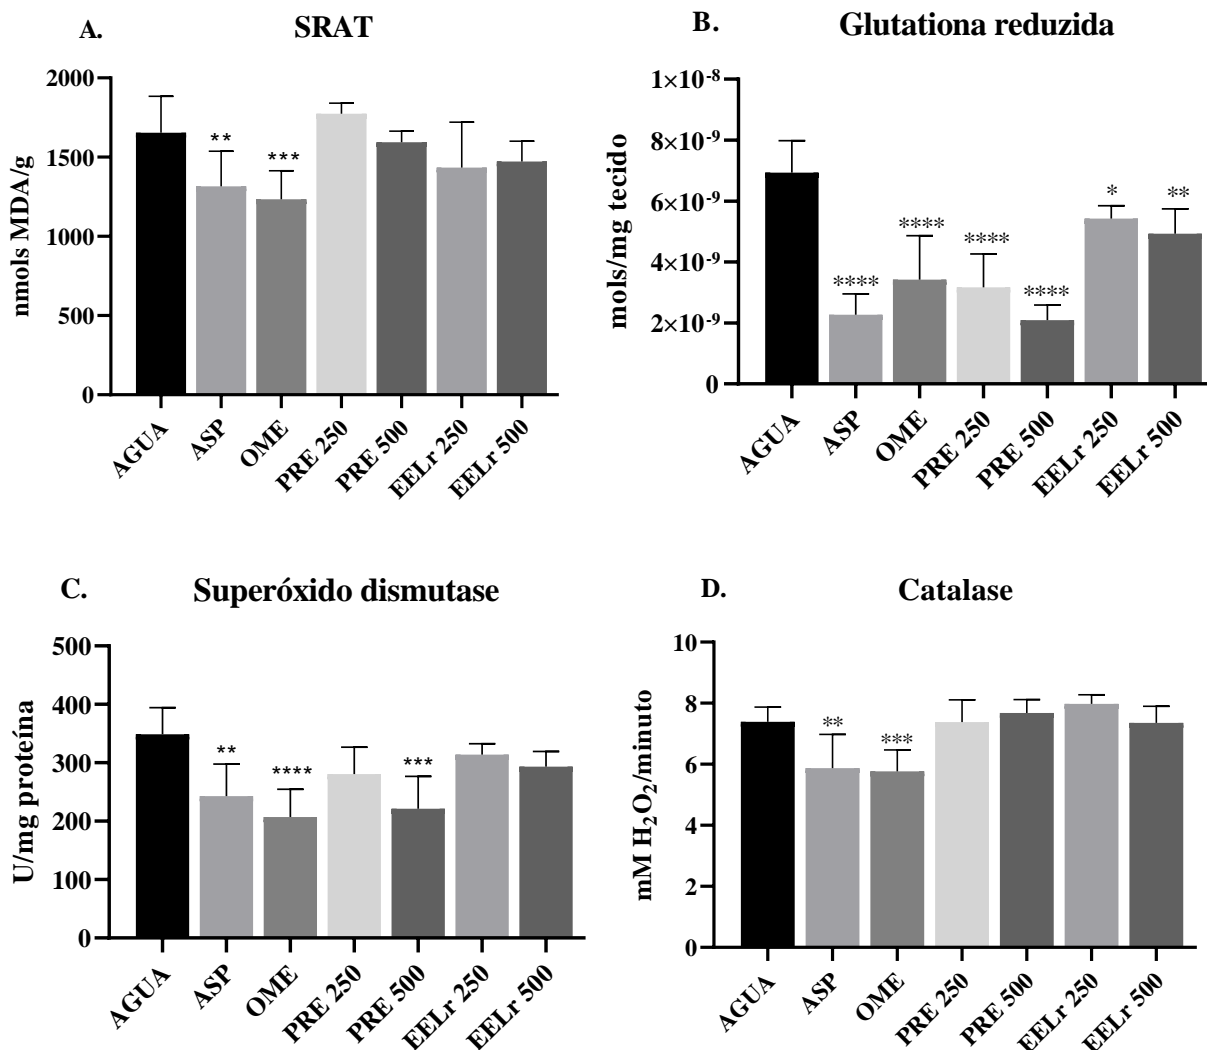 A.
SRAT
nmols MDA/g
2000
1500
1000
500
0
**
***
AGUA
ASP
OME
PRE 250
PRE 500
EELr 250
EELr 500
B.
Glutationa reduzida
mols/mg tecido
1×10⁻⁸
8×10⁻⁹
6×10⁻⁹
4×10⁻⁹
2×10⁻⁹
0
****
****
****
****
*
**
AGUA
ASP
OME
PRE 250
PRE 500
EELr 250
EELr 500
C.
Superóxido dismutase
U/mg proteína
500
400
300
200
100
0
**
****
***
AGUA
ASP
OME
PRE 250
PRE 500
EELr 250
EELr 500
D.
Catalase
mM H₂O₂/minuto
10
8
6
4
2
0
**
***
AGUA
ASP
OME
PRE 250
PRE 500
EELr 250
EELr 500